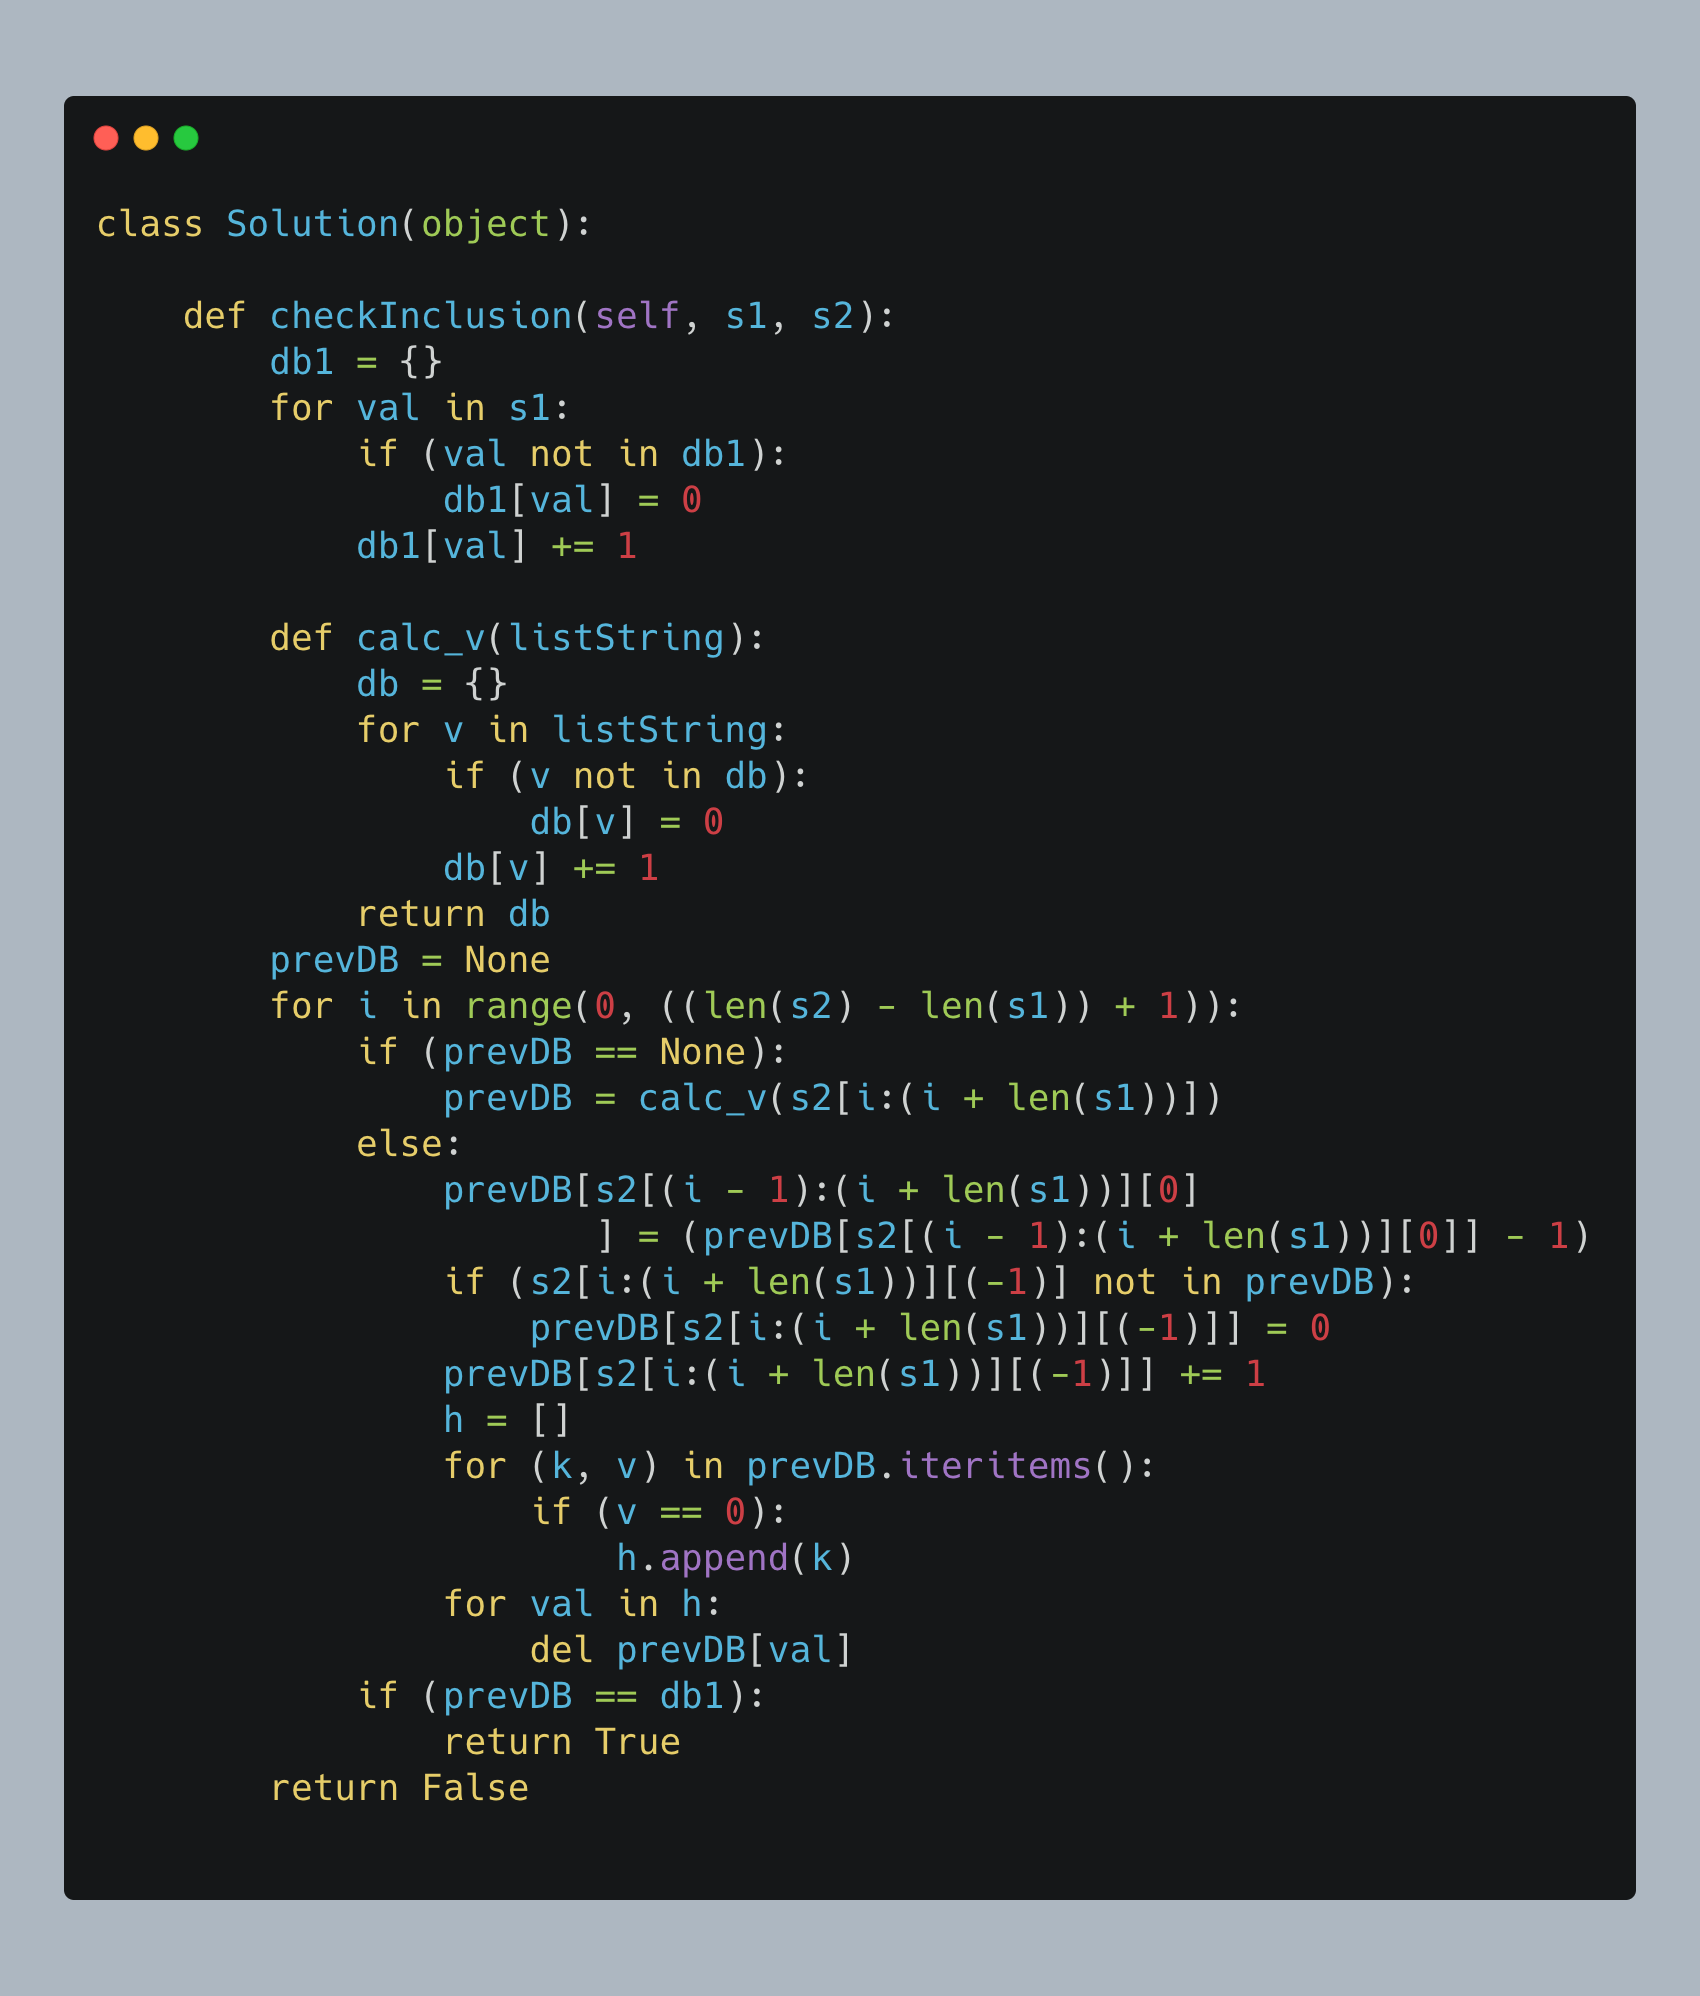 class Solution(object):

    def checkInclusion(self, s1, s2):
        db1 = {}
        for val in s1:
            if (val not in db1):
                db1[val] = 0
            db1[val] += 1

        def calc_v(listString):
            db = {}
            for v in listString:
                if (v not in db):
                    db[v] = 0
                db[v] += 1
            return db
        prevDB = None
        for i in range(0, ((len(s2) - len(s1)) + 1)):
            if (prevDB == None):
                prevDB = calc_v(s2[i:(i + len(s1))])
            else:
                prevDB[s2[(i - 1):(i + len(s1))][0]
                       ] = (prevDB[s2[(i - 1):(i + len(s1))][0]] - 1)
                if (s2[i:(i + len(s1))][(-1)] not in prevDB):
                    prevDB[s2[i:(i + len(s1))][(-1)]] = 0
                prevDB[s2[i:(i + len(s1))][(-1)]] += 1
                h = []
                for (k, v) in prevDB.iteritems():
                    if (v == 0):
                        h.append(k)
                for val in h:
                    del prevDB[val]
            if (prevDB == db1):
                return True
        return False